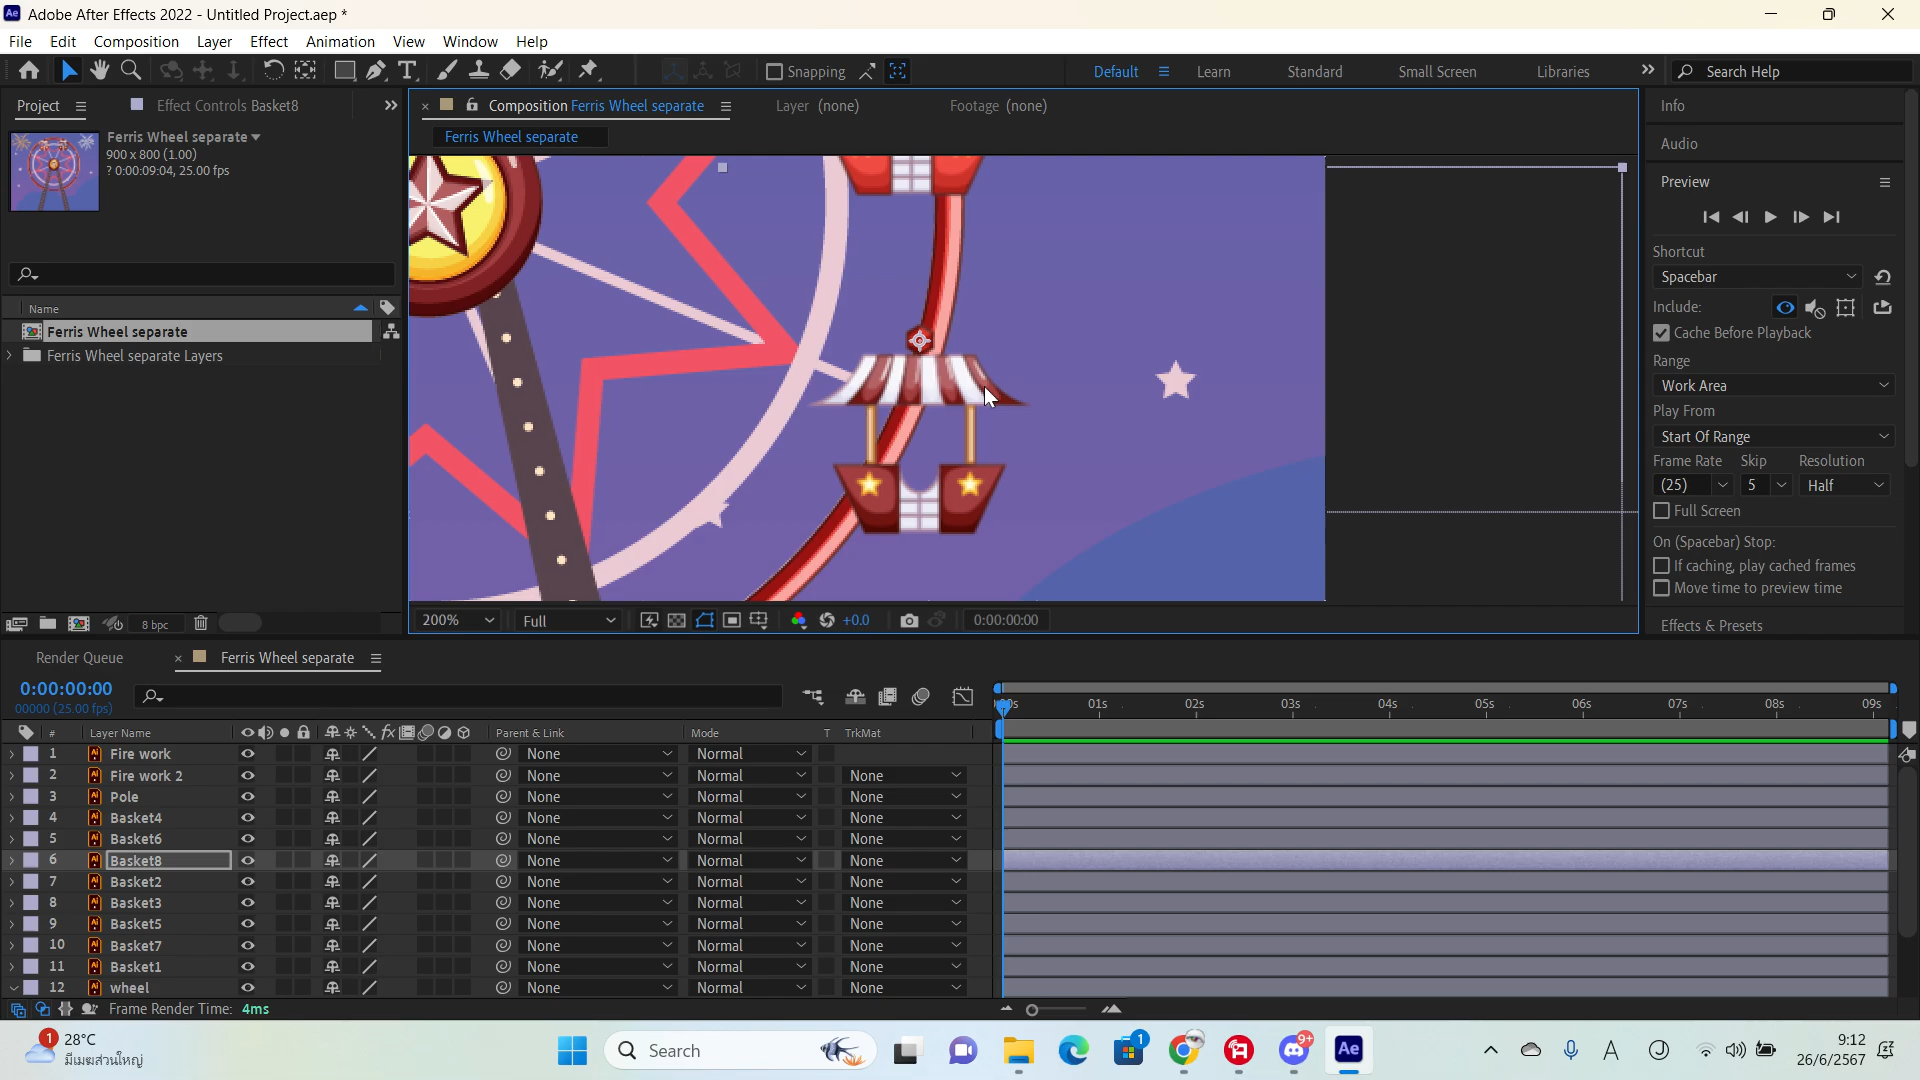 Adobe After Effects 2022 - Untitled Project.aep *
File Edit Composition Layer Effect Animation View Window Help
Snapping
Default Learn Standard Small Screen Libraries Search Help
Project Effect Controls Basket8
Composition Ferris Wheel separate Layer (none) Footage (none)
Ferris Wheel separate
Ferris Wheel separate
900 x 800 (1.00)
? 0:00:09:04, 25.00 fps
Name
Ferris Wheel separate
Ferris Wheel separate Layers
8 bpc
200% Full +0.0 0:00:00:00
Info
Audio
Preview
Shortcut
Spacebar
Include:
Cache Before Playback
Range
Work Area
Play From
Start Of Range
Frame Rate Skip Resolution
(25) 5 Half
Full Screen
On (Spacebar) Stop:
If caching, play cached frames
Move time to preview time
Effects & Presets
Render Queue Ferris Wheel separate
0:00:00:00
00000 (25.00 fps)
:00s 01s 02s 03s 04s 05s 06s 07s 08s 09s
# Layer Name Parent & Link Mode T TrkMat
1 Fire work None Normal
2 Fire work 2 None Normal None
3 Pole None Normal None
4 Basket4 None Normal None
5 Basket6 None Normal None
6 Basket8 None Normal None
7 Basket2 None Normal None
8 Basket3 None Normal None
9 Basket5 None Normal None
10 Basket7 None Normal None
11 Basket1 None Normal None
12 wheel None Normal None
Frame Render Time: 4ms
1 28°C
มีเมฆส่วนใหญ่
Search
1
9+
Ae
9:12
26/6/2567